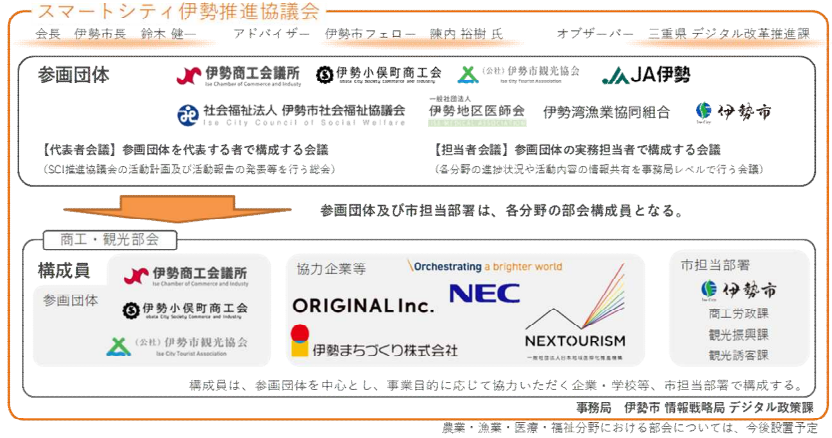 スマートシティ伊勢推進協議会
会長 伊勢市長 鈴木 健一 アドバイザー 伊勢市フェロー 陳内 裕樹 氏 オブザーバー 三重県 デジタル改革推進課
参画団体
伊勢商工会議所
Ise Chamber of Commerce and Industry
伊勢小俣町商工会
Obata City Society Commerce and Industry
(公社)伊勢市観光協会
Ise City Tourist Association
JA伊勢
社会福祉法人 伊勢市社会福祉協議会
Ise City Council of Social Welfare
一般社団法人
伊勢地区医師会
ISE MEDICAL ASSOCIATION
伊勢湾漁業協同組合
伊勢市
【代表者会議】参画団体を代表する者で構成する会議
(SCI推進協議会の活動計画及び活動報告の発表等を行う総会)
【担当者会議】参画団体の実務担当者で構成する会議
(各分野の進捗状況や活動内容の情報共有を事務局レベルで行う会議)
参画団体及び市担当部署は、各分野の部会構成員となる。
商工・観光部会
構成員
参画団体
伊勢商工会議所
Ise Chamber of Commerce and Industry
伊勢小俣町商工会
Obata City Society Commerce and Industry
(公社)伊勢市観光協会
Ise City Tourist Association
協力企業等
\Orchestrating a brighter world
NEC
ORIGINAL Inc.
伊勢まちづくり株式会社
NEXTOURISM
市担当部署
伊勢市
商工労政課
観光振興課
観光誘客課
構成員は、参画団体を中心とし、事業目的に応じて協力いただく企業・学校等、市担当部署で構成する。
事務局 伊勢市 情報戦略局 デジタル政策課
農業・漁業・医療・福祉分野における部会については、今後設置予定